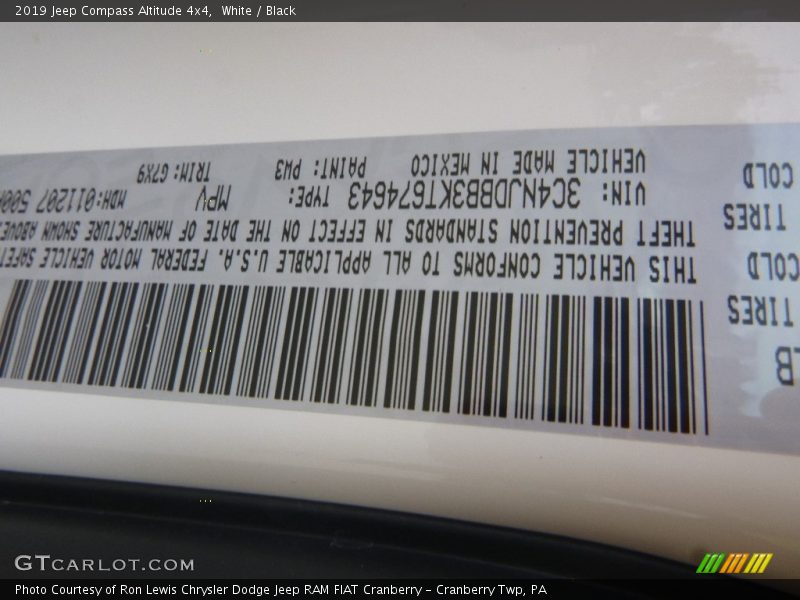 2019 Jeep Compass Altitude 4x4, White / Black
LB
TIRES
COLD
TIRES
COLD
THIS VEHICLE CONFORMS TO ALL APPLICABLE U.S.A. FEDERAL MOTOR VEHICLE SAFET
THEFT PREVENTION STANDARDS IN EFFECT ON THE DATE OF MANUFACTURE SHOWN ABOVE
VIN: 3C4NJDBB3KT674643 TYPE: MPV MDH:011207 500
VEHICLE MADE IN MEXICO PAINT: PW3 TRIM: G7X9
GTCARLOT.COM
Photo Courtesy of Ron Lewis Chrysler Dodge Jeep RAM FIAT Cranberry – Cranberry Twp, PA